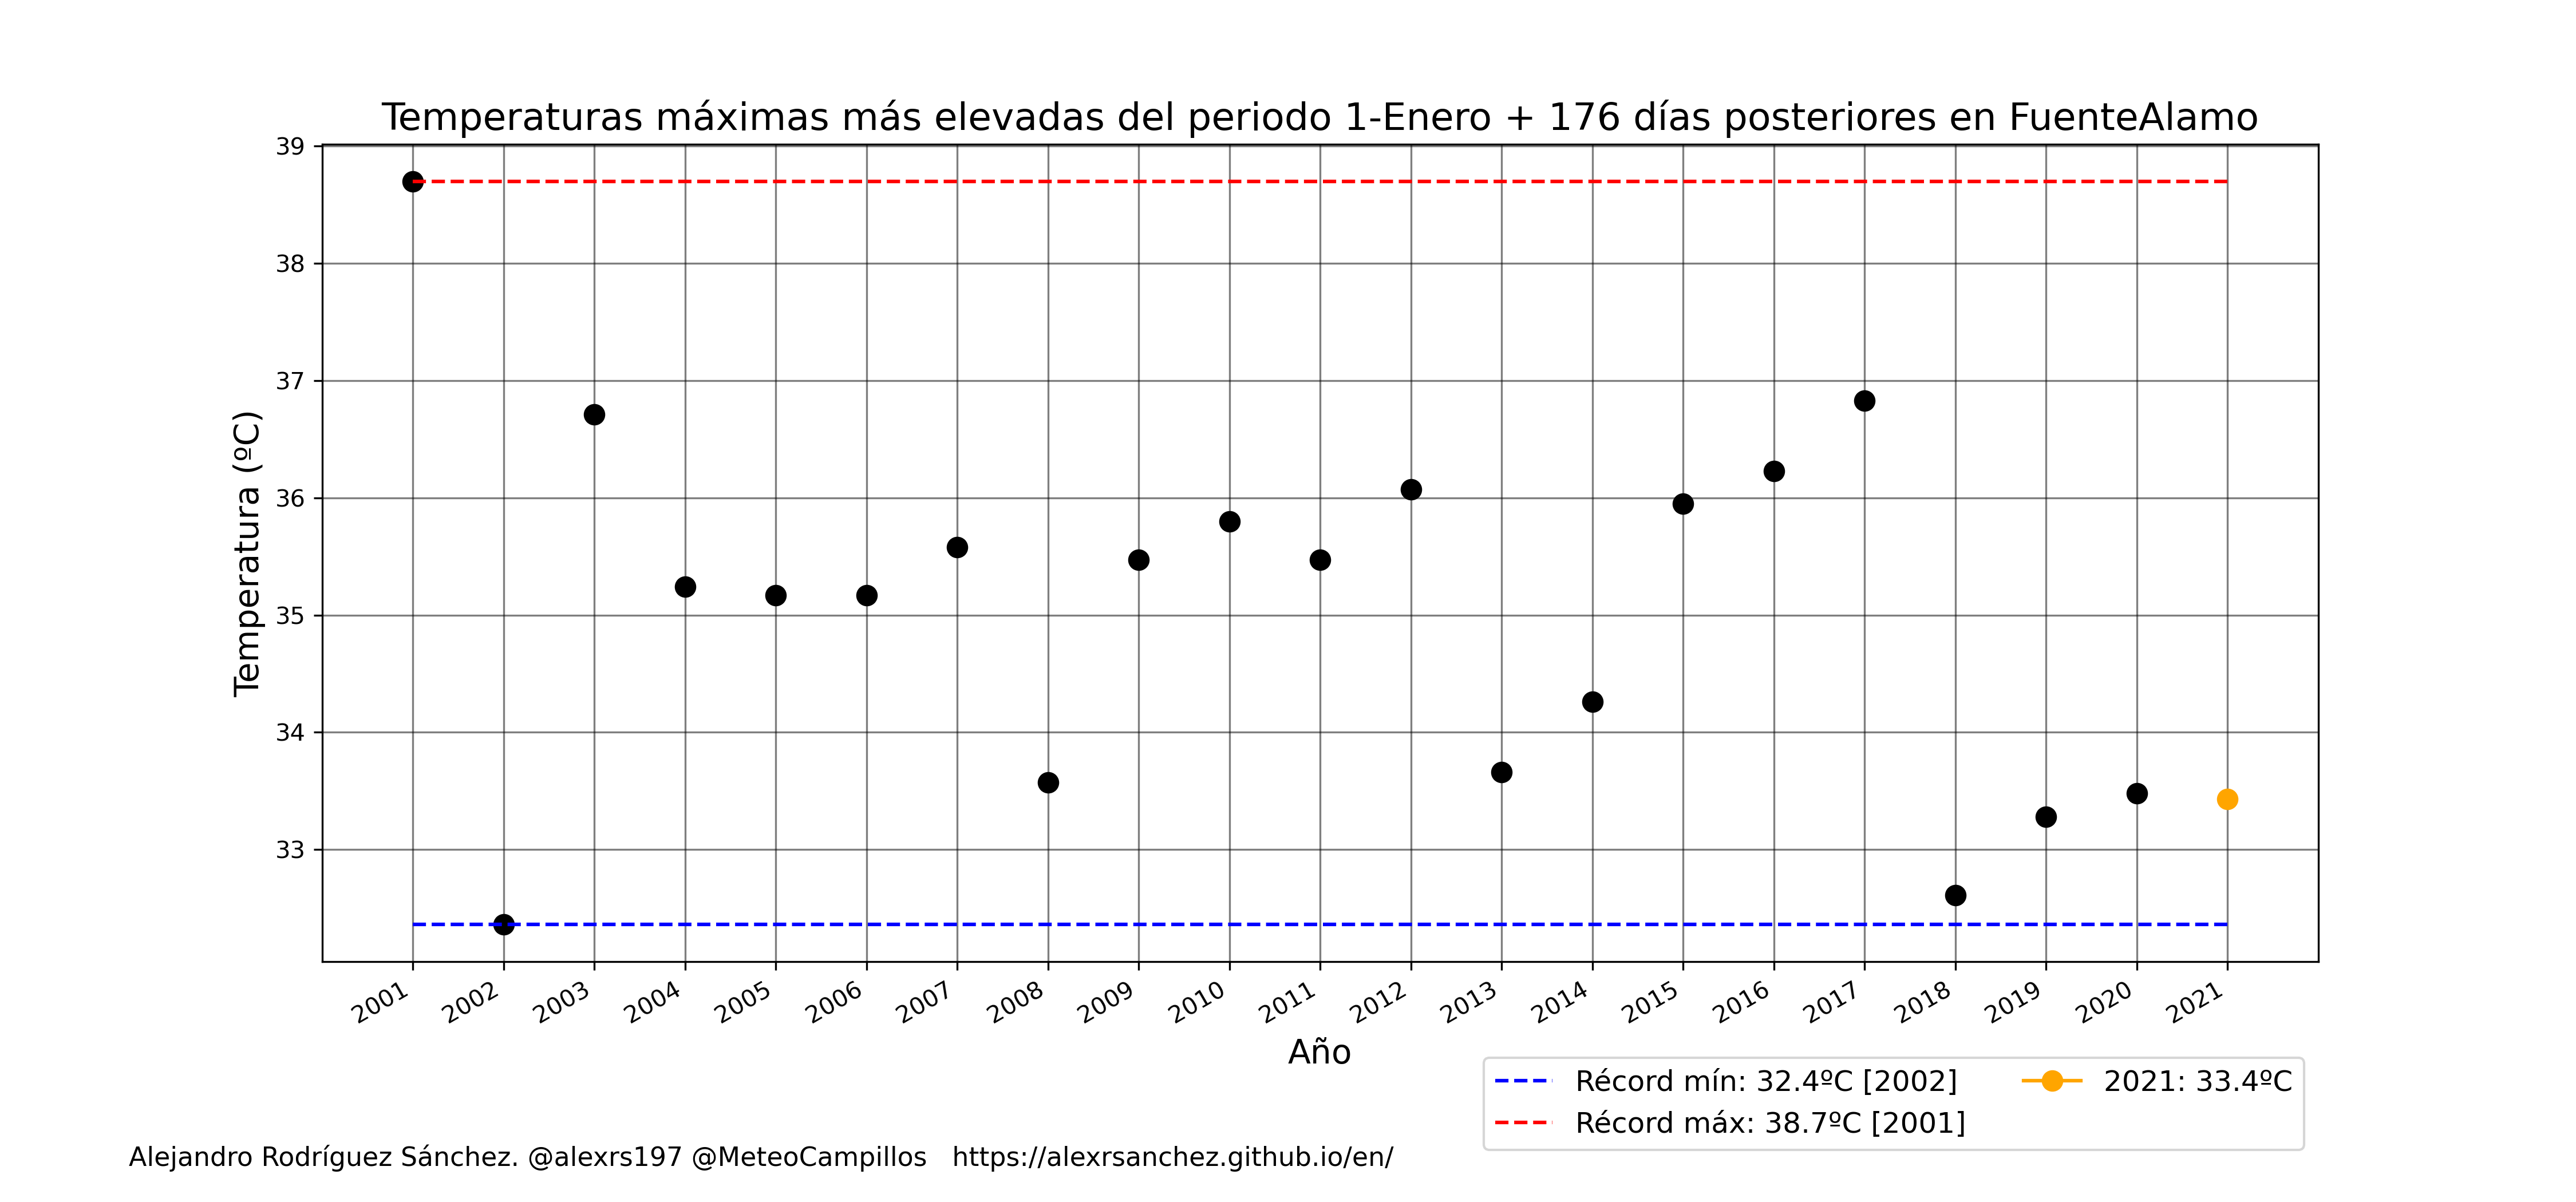 Temperaturas máximas más elevadas del periodo 1-Enero + 176 días posteriores en FuenteAlamo
39
38
37
36
35
34
33
Temperatura (ºC)
2001 2002 2003 2004 2005 2006 2007 2008 2009 2010 2011 2012 2013 2014 2015 2016 2017 2018 2019 2020 2021
Año
Récord mín: 32.4ºC [2002] 2021: 33.4ºC
Récord máx: 38.7ºC [2001]
Alejandro Rodríguez Sánchez. @alexrs197 @MeteoCampillos https://alexrsanchez.github.io/en/